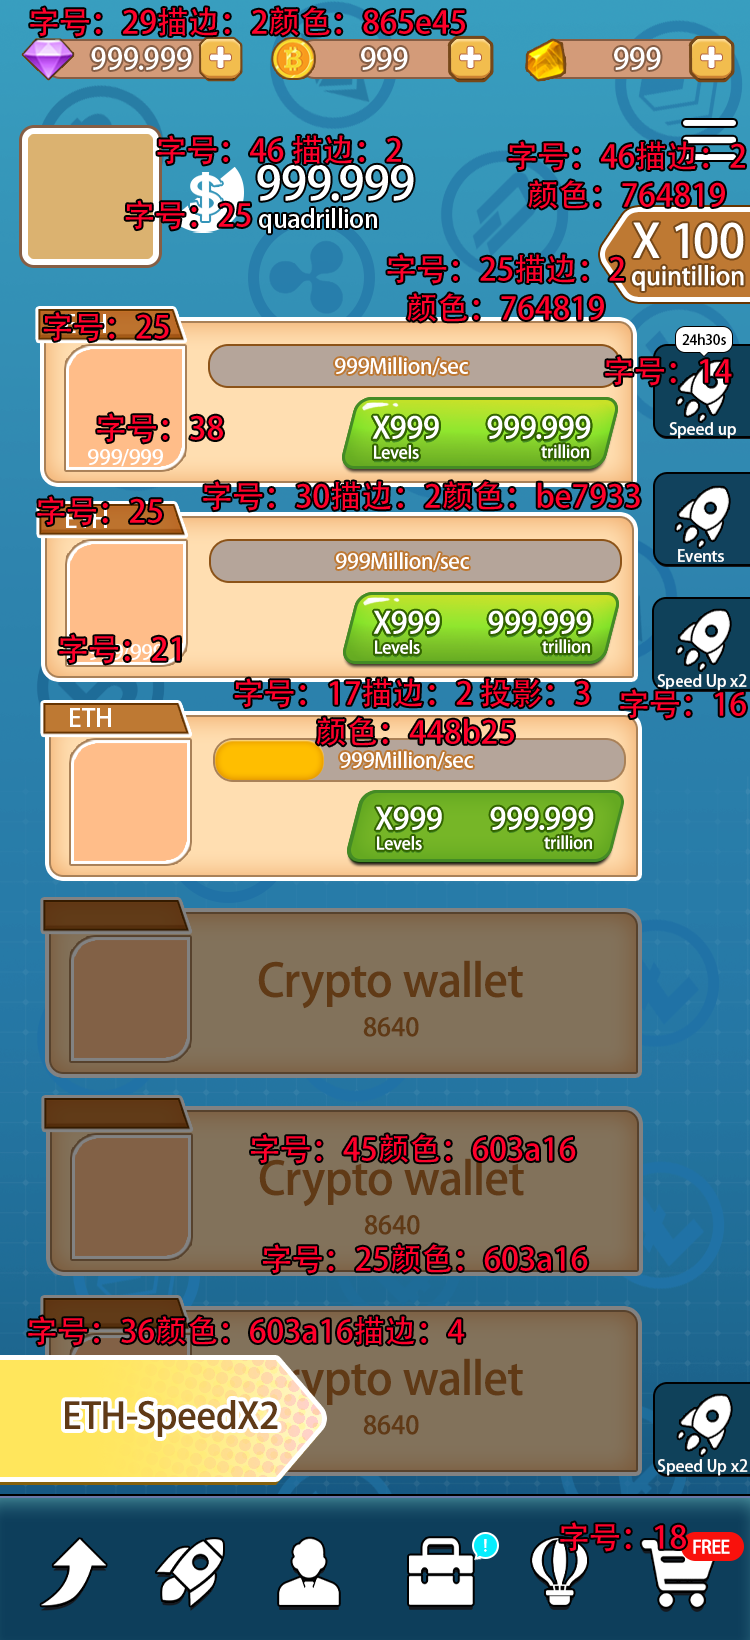 字号：29描边：2颜色：865e45
999.999
999
999
字号：46 描边：2
字号：46描边：2
颜色：764819
999.999
字号：25
quadrillion
X 100
quintillion
字号：25描边：2
颜色：764819
字号：25
24h30s
999Million/sec
字号：14
X999 999.999
Levels trillion
字号：38
999/999
Speed up
字号：30描边：2颜色：be7933
字号：25
ETH
999Million/sec
Events
X999 999.999
Levels trillion
字号：21
Speed Up x2
字号：17描边：2 投影：3
字号：16
颜色：448b25
ETH
999Million/sec
X999 999.999
Levels trillion
Crypto wallet
8640
字号：45颜色：603a16
Crypto wallet
8640
字号：25颜色：603a16
字号：36颜色：603a16描边：4
Crypto wallet
8640
ETH-SpeedX2
Speed Up x2
字号：18
FREE
!